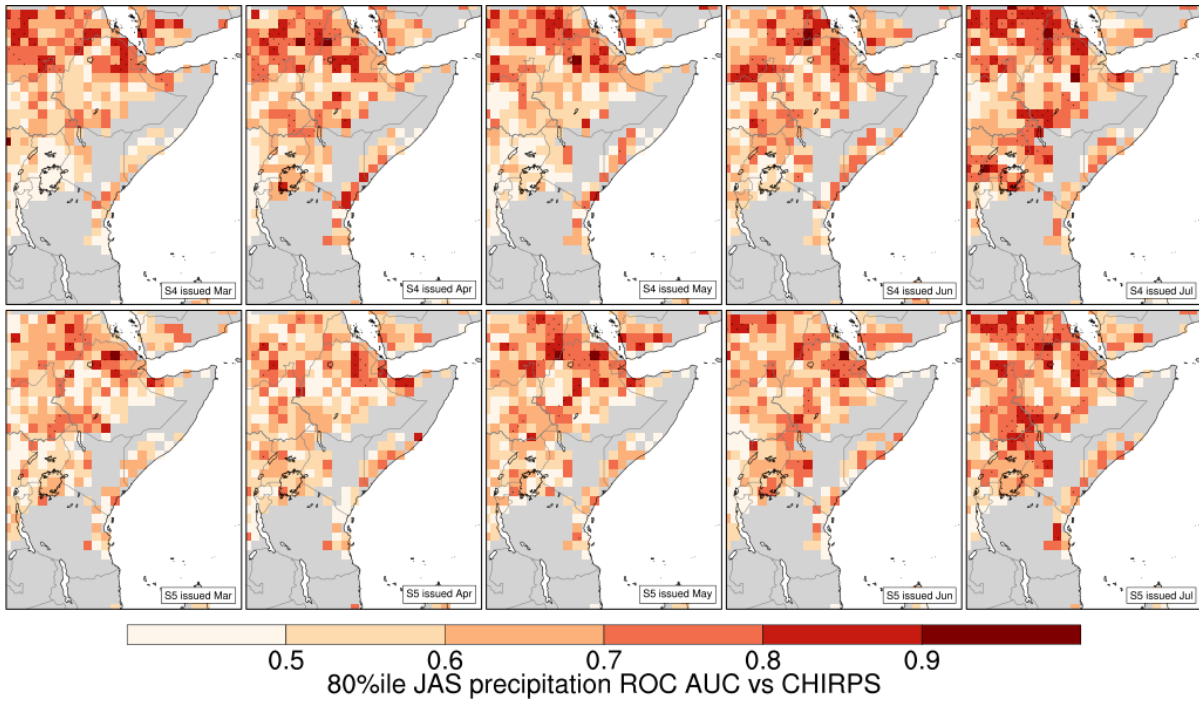 S4 issued Mar
S4 issued Apr
S4 issued May
S4 issued Jun
S4 issued Jul
S5 issued Mar
S5 issued Apr
S5 issued May
S5 issued Jun
S5 issued Jul
0.5 0.6 0.7 0.8 0.9
80%ile JAS precipitation ROC AUC vs CHIRPS